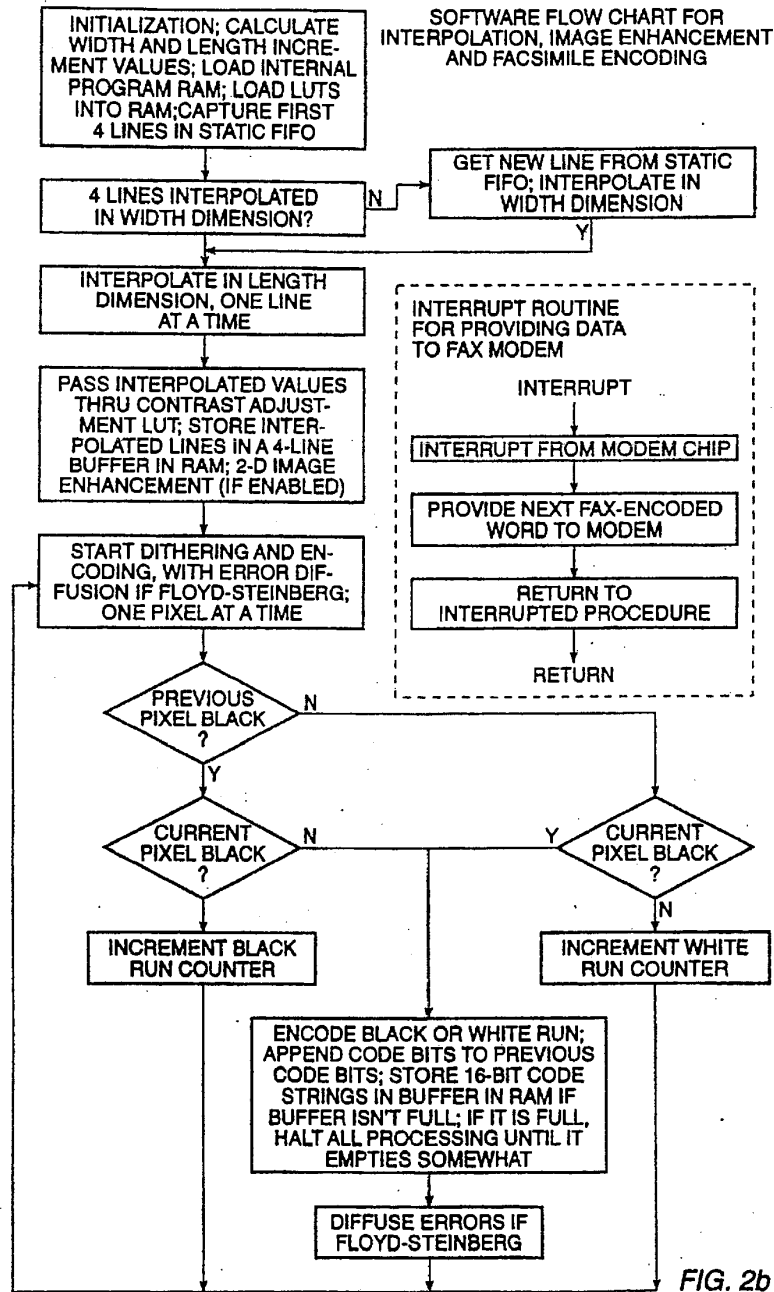 SOFTWARE FLOW CHART FOR
INTERPOLATION, IMAGE ENHANCEMENT
AND FACSIMILE ENCODING
INITIALIZATION; CALCULATE
WIDTH AND LENGTH INCRE-
MENT VALUES; LOAD INTERNAL
PROGRAM RAM; LOAD LUTS
INTO RAM;CAPTURE FIRST
4 LINES IN STATIC FIFO
4 LINES INTERPOLATED
IN WIDTH DIMENSION?
N
GET NEW LINE FROM STATIC
FIFO; INTERPOLATE IN
WIDTH DIMENSION
Y
INTERPOLATE IN LENGTH
DIMENSION, ONE LINE
AT A TIME
PASS INTERPOLATED VALUES
THRU CONTRAST ADJUST-
MENT LUT; STORE INTER-
POLATED LINES IN A 4-LINE
BUFFER IN RAM; 2-D IMAGE
ENHANCEMENT (IF ENABLED)
START DITHERING AND EN-
CODING, WITH ERROR DIF-
FUSION IF FLOYD-STEINBERG;
ONE PIXEL AT A TIME
INTERRUPT ROUTINE
FOR PROVIDING DATA
TO FAX MODEM
INTERRUPT
INTERRUPT FROM MODEM CHIP
PROVIDE NEXT FAX-ENCODED
WORD TO MODEM
RETURN TO
INTERRUPTED PROCEDURE
RETURN
PREVIOUS
PIXEL BLACK
?
N
Y
CURRENT
PIXEL BLACK
?
N
Y
CURRENT
PIXEL BLACK
?
Y
N
INCREMENT BLACK
RUN COUNTER
INCREMENT WHITE
RUN COUNTER
ENCODE BLACK OR WHITE RUN;
APPEND CODE BITS TO PREVIOUS
CODE BITS; STORE 16-BIT CODE
STRINGS IN BUFFER IN RAM IF
BUFFER ISN'T FULL; IF IT IS FULL,
HALT ALL PROCESSING UNTIL IT
EMPTIES SOMEWHAT
DIFFUSE ERRORS IF
FLOYD-STEINBERG
FIG. 2b